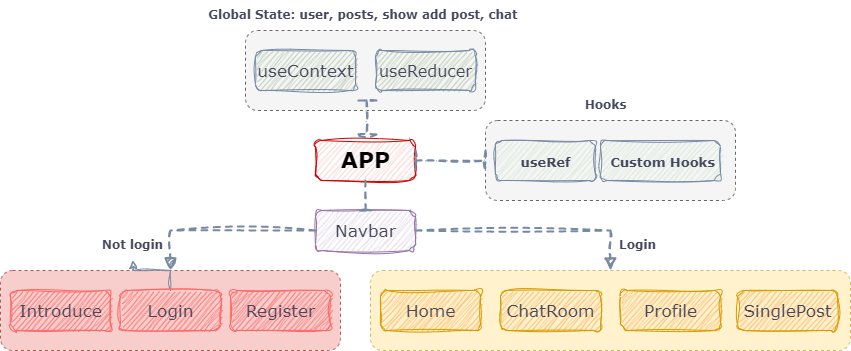 Global State: user, posts, show add post, chat
useContext
useReducer
Hooks
APP
useRef
Custom Hooks
Navbar
Not login
Login
Introduce
Login
Register
Home
ChatRoom
Profile
SinglePost